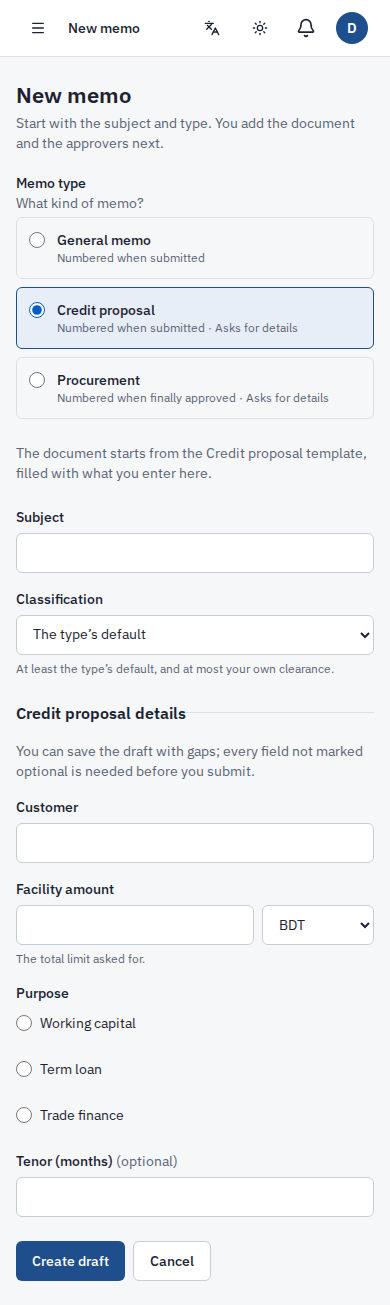 New memo
D
New memo
Start with the subject and type. You add the document
and the approvers next.
Memo type
What kind of memo?
General memo
Numbered when submitted
Credit proposal
Numbered when submitted · Asks for details
Procurement
Numbered when finally approved · Asks for details
The document starts from the Credit proposal template,
filled with what you enter here.
Subject
Classification
The type’s default
At least the type’s default, and at most your own clearance.
Credit proposal details
You can save the draft with gaps; every field not marked
optional is needed before you submit.
Customer
Facility amount
BDT
The total limit asked for.
Purpose
Working capital
Term loan
Trade finance
Tenor (months) (optional)
Create draft
Cancel